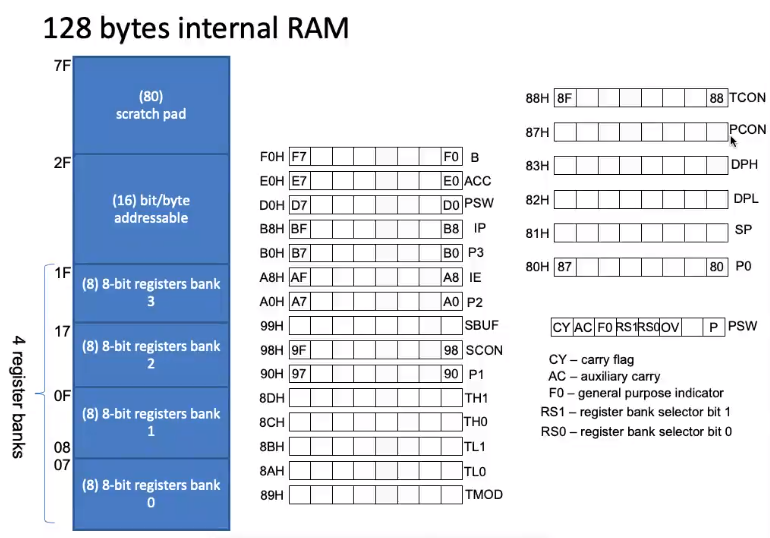 128 bytes internal RAM
7F
(80)
scratch pad
2F
(16) bit/byte
addressable
1F
(8) 8-bit registers bank
3
17
(8) 8-bit registers bank
2
0F
(8) 8-bit registers bank
1
08
07
(8) 8-bit registers bank
0
4 register banks
F0H F7 F0 B
E0H E7 E0 ACC
D0H D7 D0 PSW
B8H BF B8 IP
B0H B7 B0 P3
A8H AF A8 IE
A0H A7 A0 P2
99H SBUF
98H 9F 98 SCON
90H 97 90 P1
8DH TH1
8CH TH0
8BH TL1
8AH TL0
89H TMOD
88H 8F 88 TCON
87H PCON
83H DPH
82H DPL
81H SP
80H 87 80 P0
CY AC F0 RS1 RS0 OV P PSW
CY – carry flag
AC – auxiliary carry
F0 – general purpose indicator
RS1 – register bank selector bit 1
RS0 – register bank selector bit 0